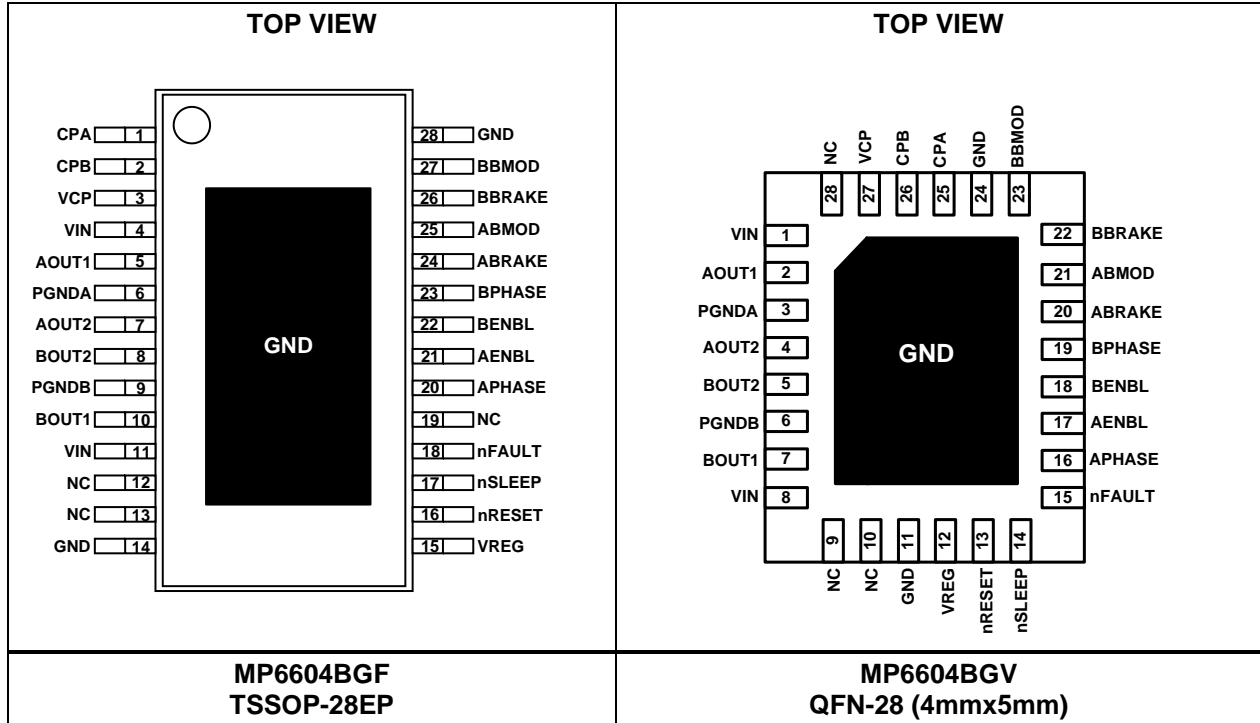 TOP VIEW
CPA 1
CPB 2
VCP 3
VIN 4
AOUT1 5
PGNDA 6
AOUT2 7
BOUT2 8
PGNDB 9
BOUT1 10
VIN 11
NC 12
NC 13
GND 14
GND
28 GND
27 BBMOD
26 BBRAKE
25 ABMOD
24 ABRAKE
23 BPHASE
22 BENBL
21 AENBL
20 APHASE
19 NC
18 nFAULT
17 nSLEEP
16 nRESET
15 VREG
MP6604BGF
TSSOP-28EP
TOP VIEW
NC VCP CPB CPA GND BBMOD
28 27 26 25 24 23
VIN 1
AOUT1 2
PGNDA 3
AOUT2 4
BOUT2 5
PGNDB 6
BOUT1 7
VIN 8
GND
22 BBRAKE
21 ABMOD
20 ABRAKE
19 BPHASE
18 BENBL
17 AENBL
16 APHASE
15 nFAULT
9 10 11 12 13 14
NC NC GND VREG nRESET nSLEEP
MP6604BGV
QFN-28 (4mmx5mm)